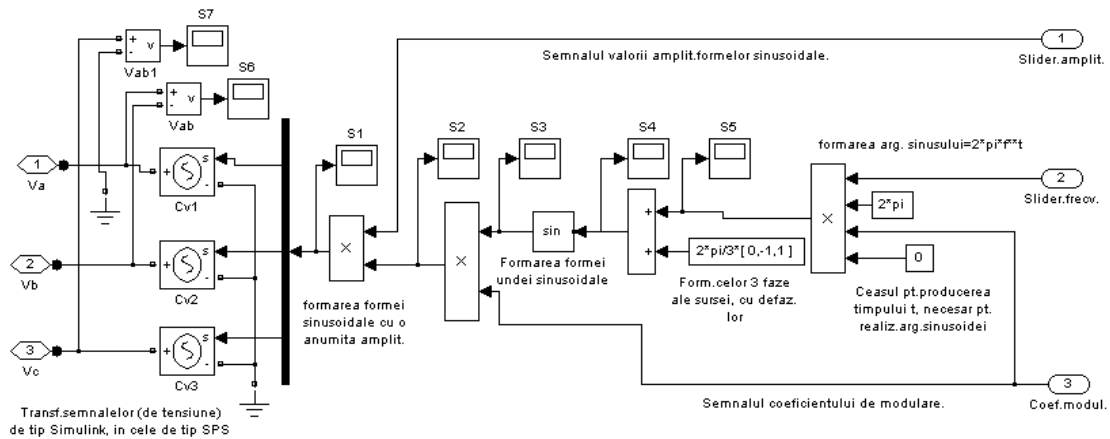 S7
+
-
v
Vab1
S6
+
-
v
Vab
1
Va
+
s
-
Cv1
2
Vb
+
s
-
Cv2
3
Vc
+
s
-
Cv3
Transf.semnalelor (de tensiune)
de tip Simulink, in cele de tip SPS
S1
×
formarea formei
sinusoidale cu o
anumita amplit.
S2
×
S3
sin
Formarea formei
undei sinusoidale
S4
+
+
S5
2*pi/3*[ 0,-1,1 ]
Form.celor 3 faze
ale sursei, cu defaz.
lor
Semnalul valorii amplit.formelor sinusoidale.
1
Slider.amplit.
formarea arg. sinusului=2*pi*f**t
×
2*pi
0
2
Slider.frecv.
Ceasul pt.producerea
timpului t, necesar pt.
realiz.arg.sinusoidei
Semnalul coeficientului de modulare.
3
Coef.modul.